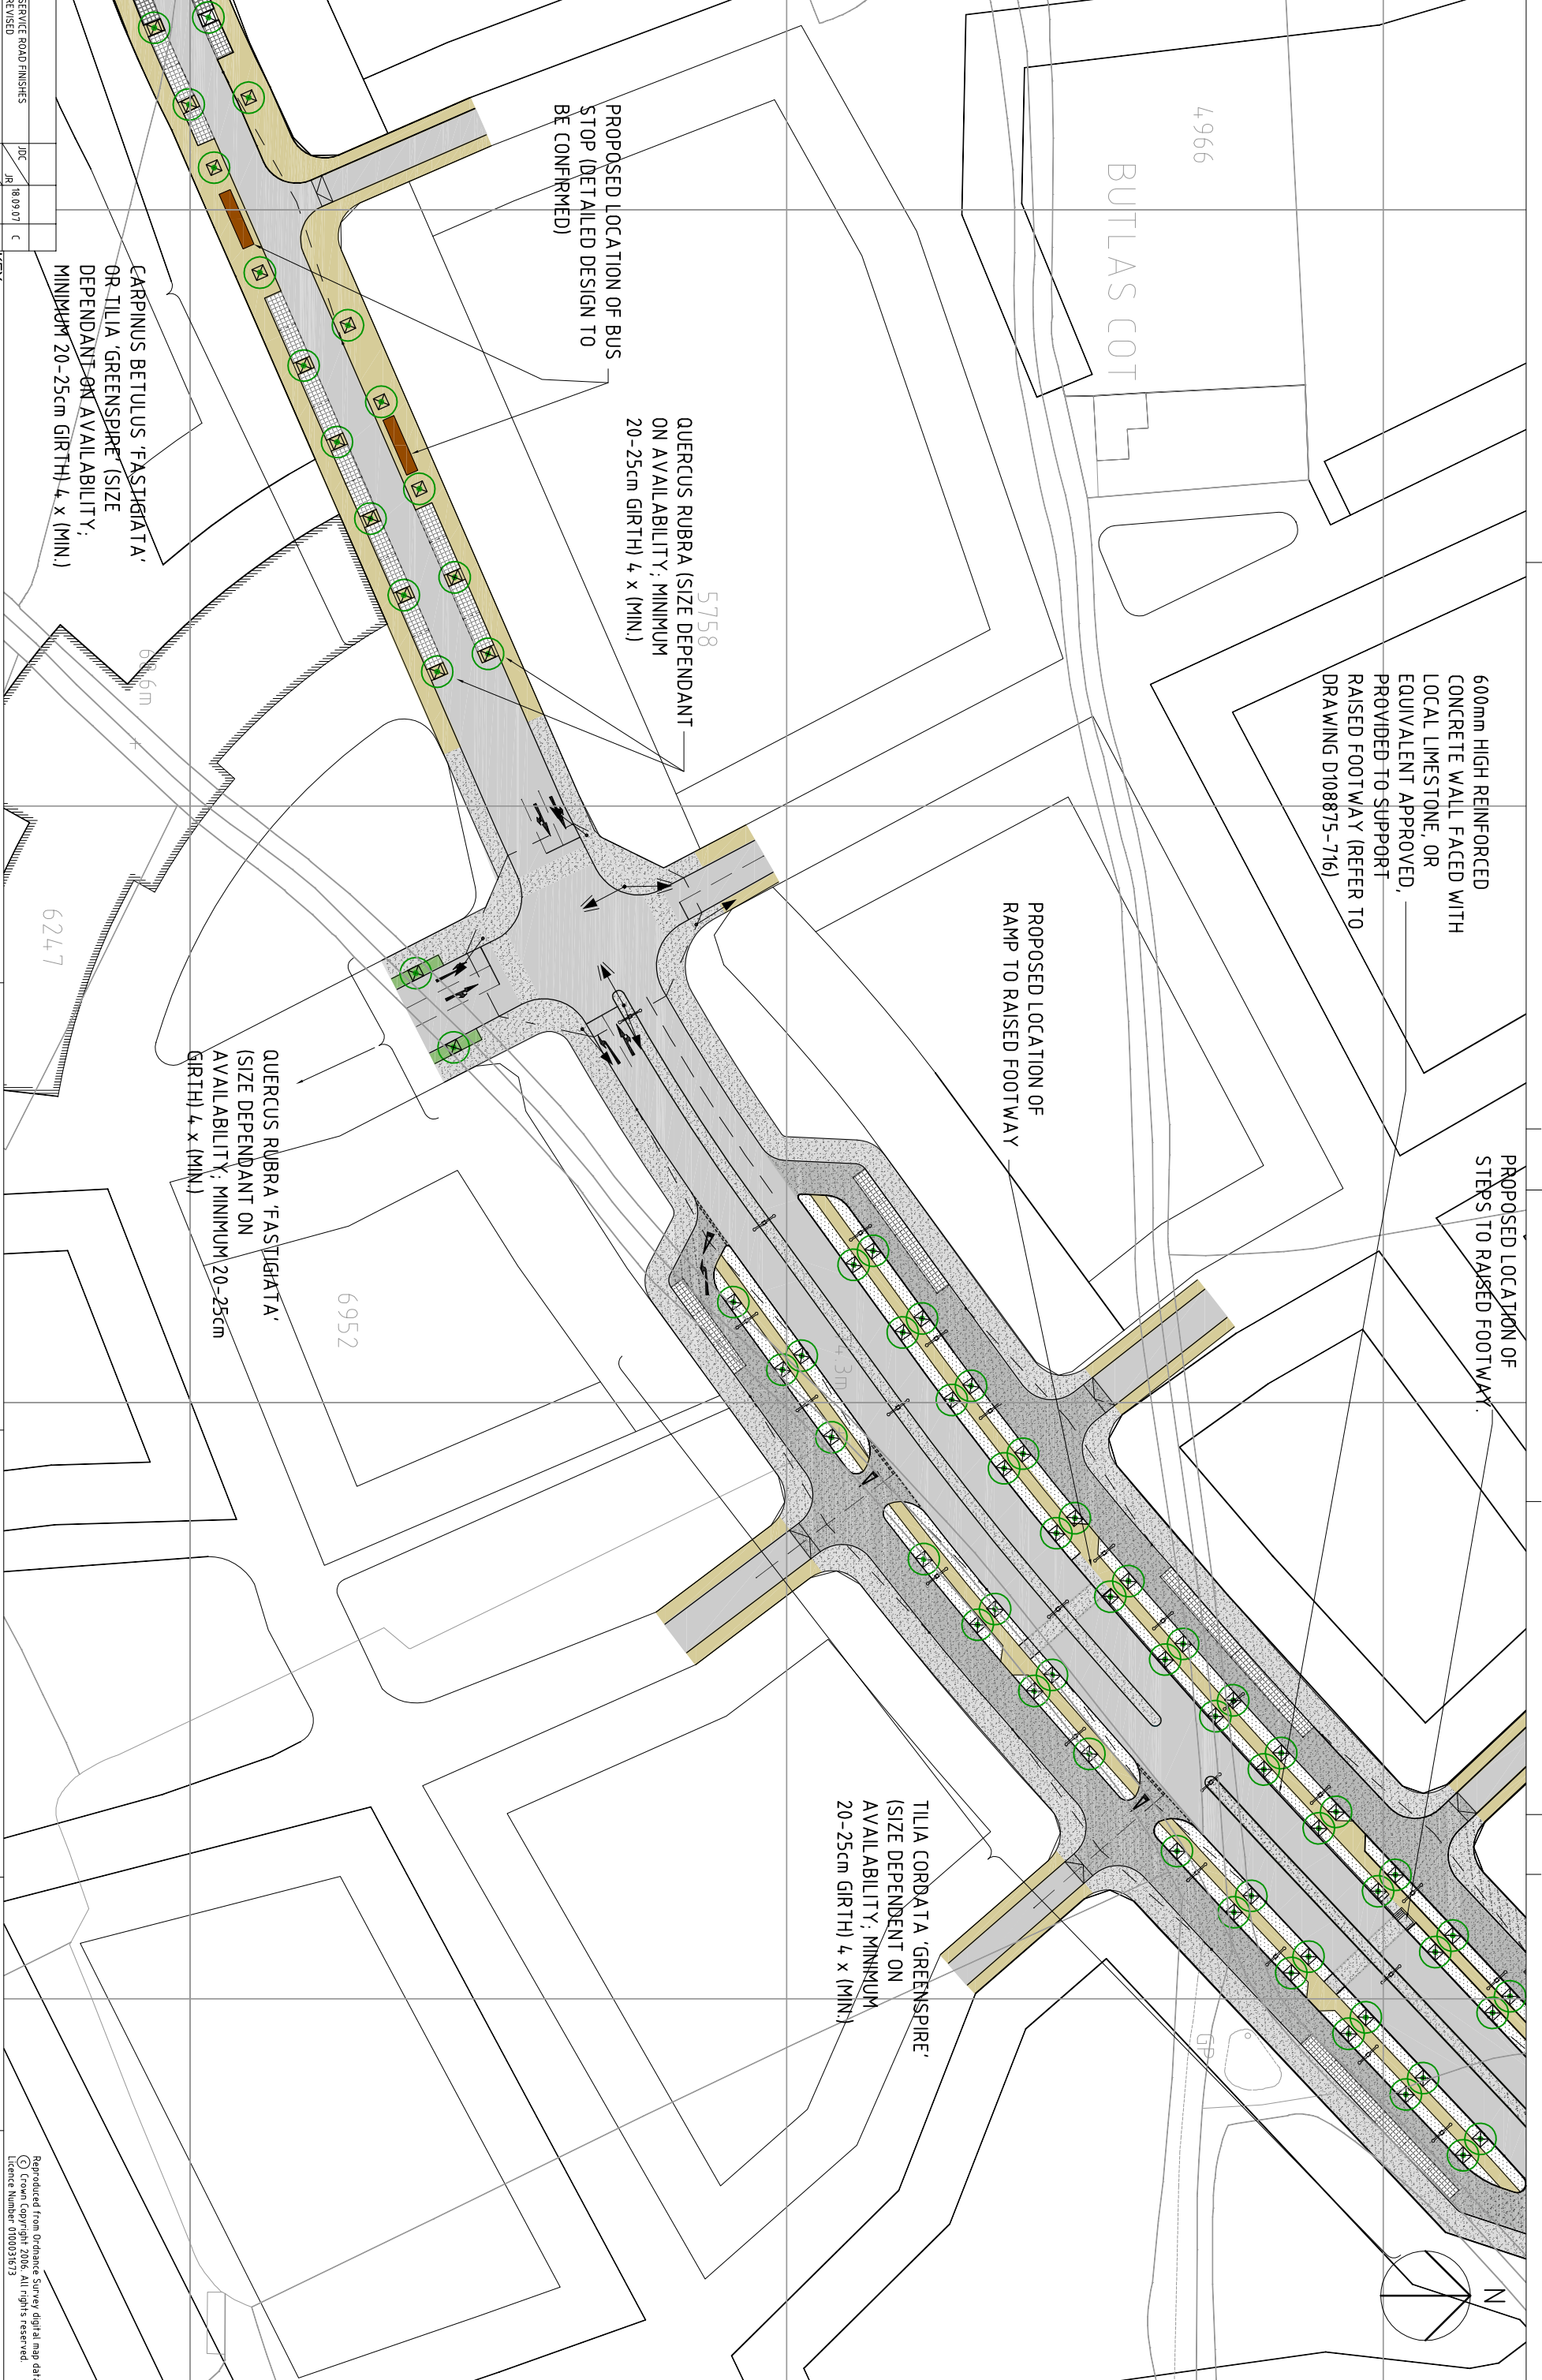 SERVICE ROAD FINISHES
REVISED
JDC
JR
18.09.07
C
CARPINUS BETULUS 'FASTIGIATA'
OR TILIA 'GREENSPIRE' (SIZE
DEPENDANT ON AVAILABILITY;
MINIMUM 20-25cm GIRTH) 4 x (MIN.)
PROPOSED LOCATION OF BUS
STOP (DETAILED DESIGN TO
BE CONFIRMED)
4966
BUTLAS COT
QUERCUS RUBRA (SIZE DEPENDANT
ON AVAILABILITY; MINIMUM
20-25cm GIRTH) 4 x (MIN.)
5758
600mm HIGH REINFORCED
CONCRETE WALL FACED WITH
LOCAL LIMESTONE, OR
EQUIVALENT APPROVED,
PROVIDED TO SUPPORT
RAISED FOOTWAY (REFER TO
DRAWING D108875-716)
PROPOSED LOCATION OF
RAMP TO RAISED FOOTWAY
6247
QUERCUS RUBRA 'FASTIGIATA'
(SIZE DEPENDANT ON
AVAILABILITY; MINIMUM 20-25cm
GIRTH) 4 x (MIN.)
6952
PROPOSED LOCATION OF
STEPS TO RAISED FOOTWAY.
TILIA CORDATA 'GREENSPIRE'
(SIZE DEPENDENT ON
AVAILABILITY; MINIMUM
20-25cm GIRTH) 4 x (MIN.)
GP
N
Reproduced from Ordnance Survey digital map data
© Crown Copyright 2006. All rights reserved.
Licence Number 0100031673